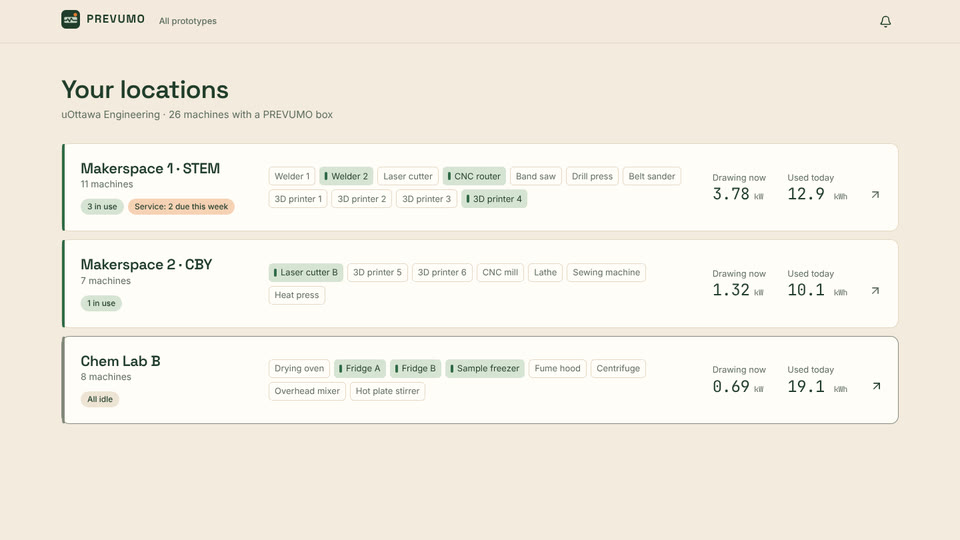 PREVUMO
All prototypes
Your locations
uOttawa Engineering · 26 machines with a PREVUMO box
Makerspace 1 · STEM
11 machines
3 in use
Service: 2 due this week
Welder 1
Welder 2
Laser cutter
CNC router
Band saw
Drill press
Belt sander
3D printer 1
3D printer 2
3D printer 3
3D printer 4
Drawing now
3.78 kW
Used today
12.9 kWh
Makerspace 2 · CBY
7 machines
1 in use
Laser cutter B
3D printer 5
3D printer 6
CNC mill
Lathe
Sewing machine
Heat press
Drawing now
1.32 kW
Used today
10.1 kWh
Chem Lab B
8 machines
All idle
Drying oven
Fridge A
Fridge B
Sample freezer
Fume hood
Centrifuge
Overhead mixer
Hot plate stirrer
Drawing now
0.69 kW
Used today
19.1 kWh